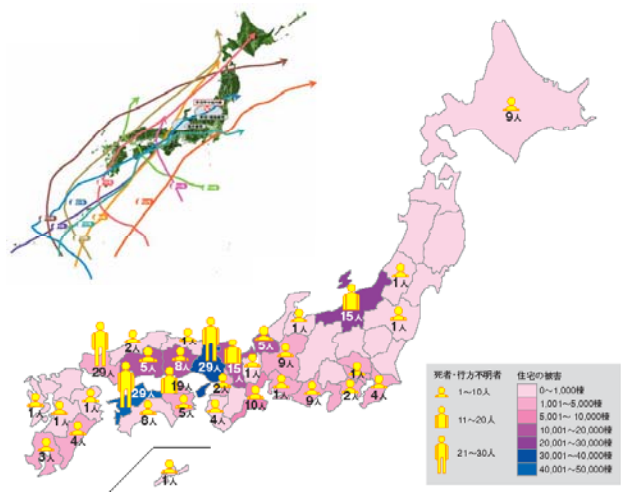 9人
1人
15人
1人
1人
2人
1人
5人
29人
5人
8人
29人
15人
1人
9人
29人
19人
2人
6人
5人
4人
10人
1人
9人
2人
4人
1人
1人
1人
4人
3人
1人
死者・行方不明者
1〜10人
11〜20人
21〜30人
住宅の被害
0〜1,000棟
1,001〜5,000棟
5,001〜10,000棟
10,001〜20,000棟
20,001〜30,000棟
30,001〜40,000棟
40,001〜50,000棟